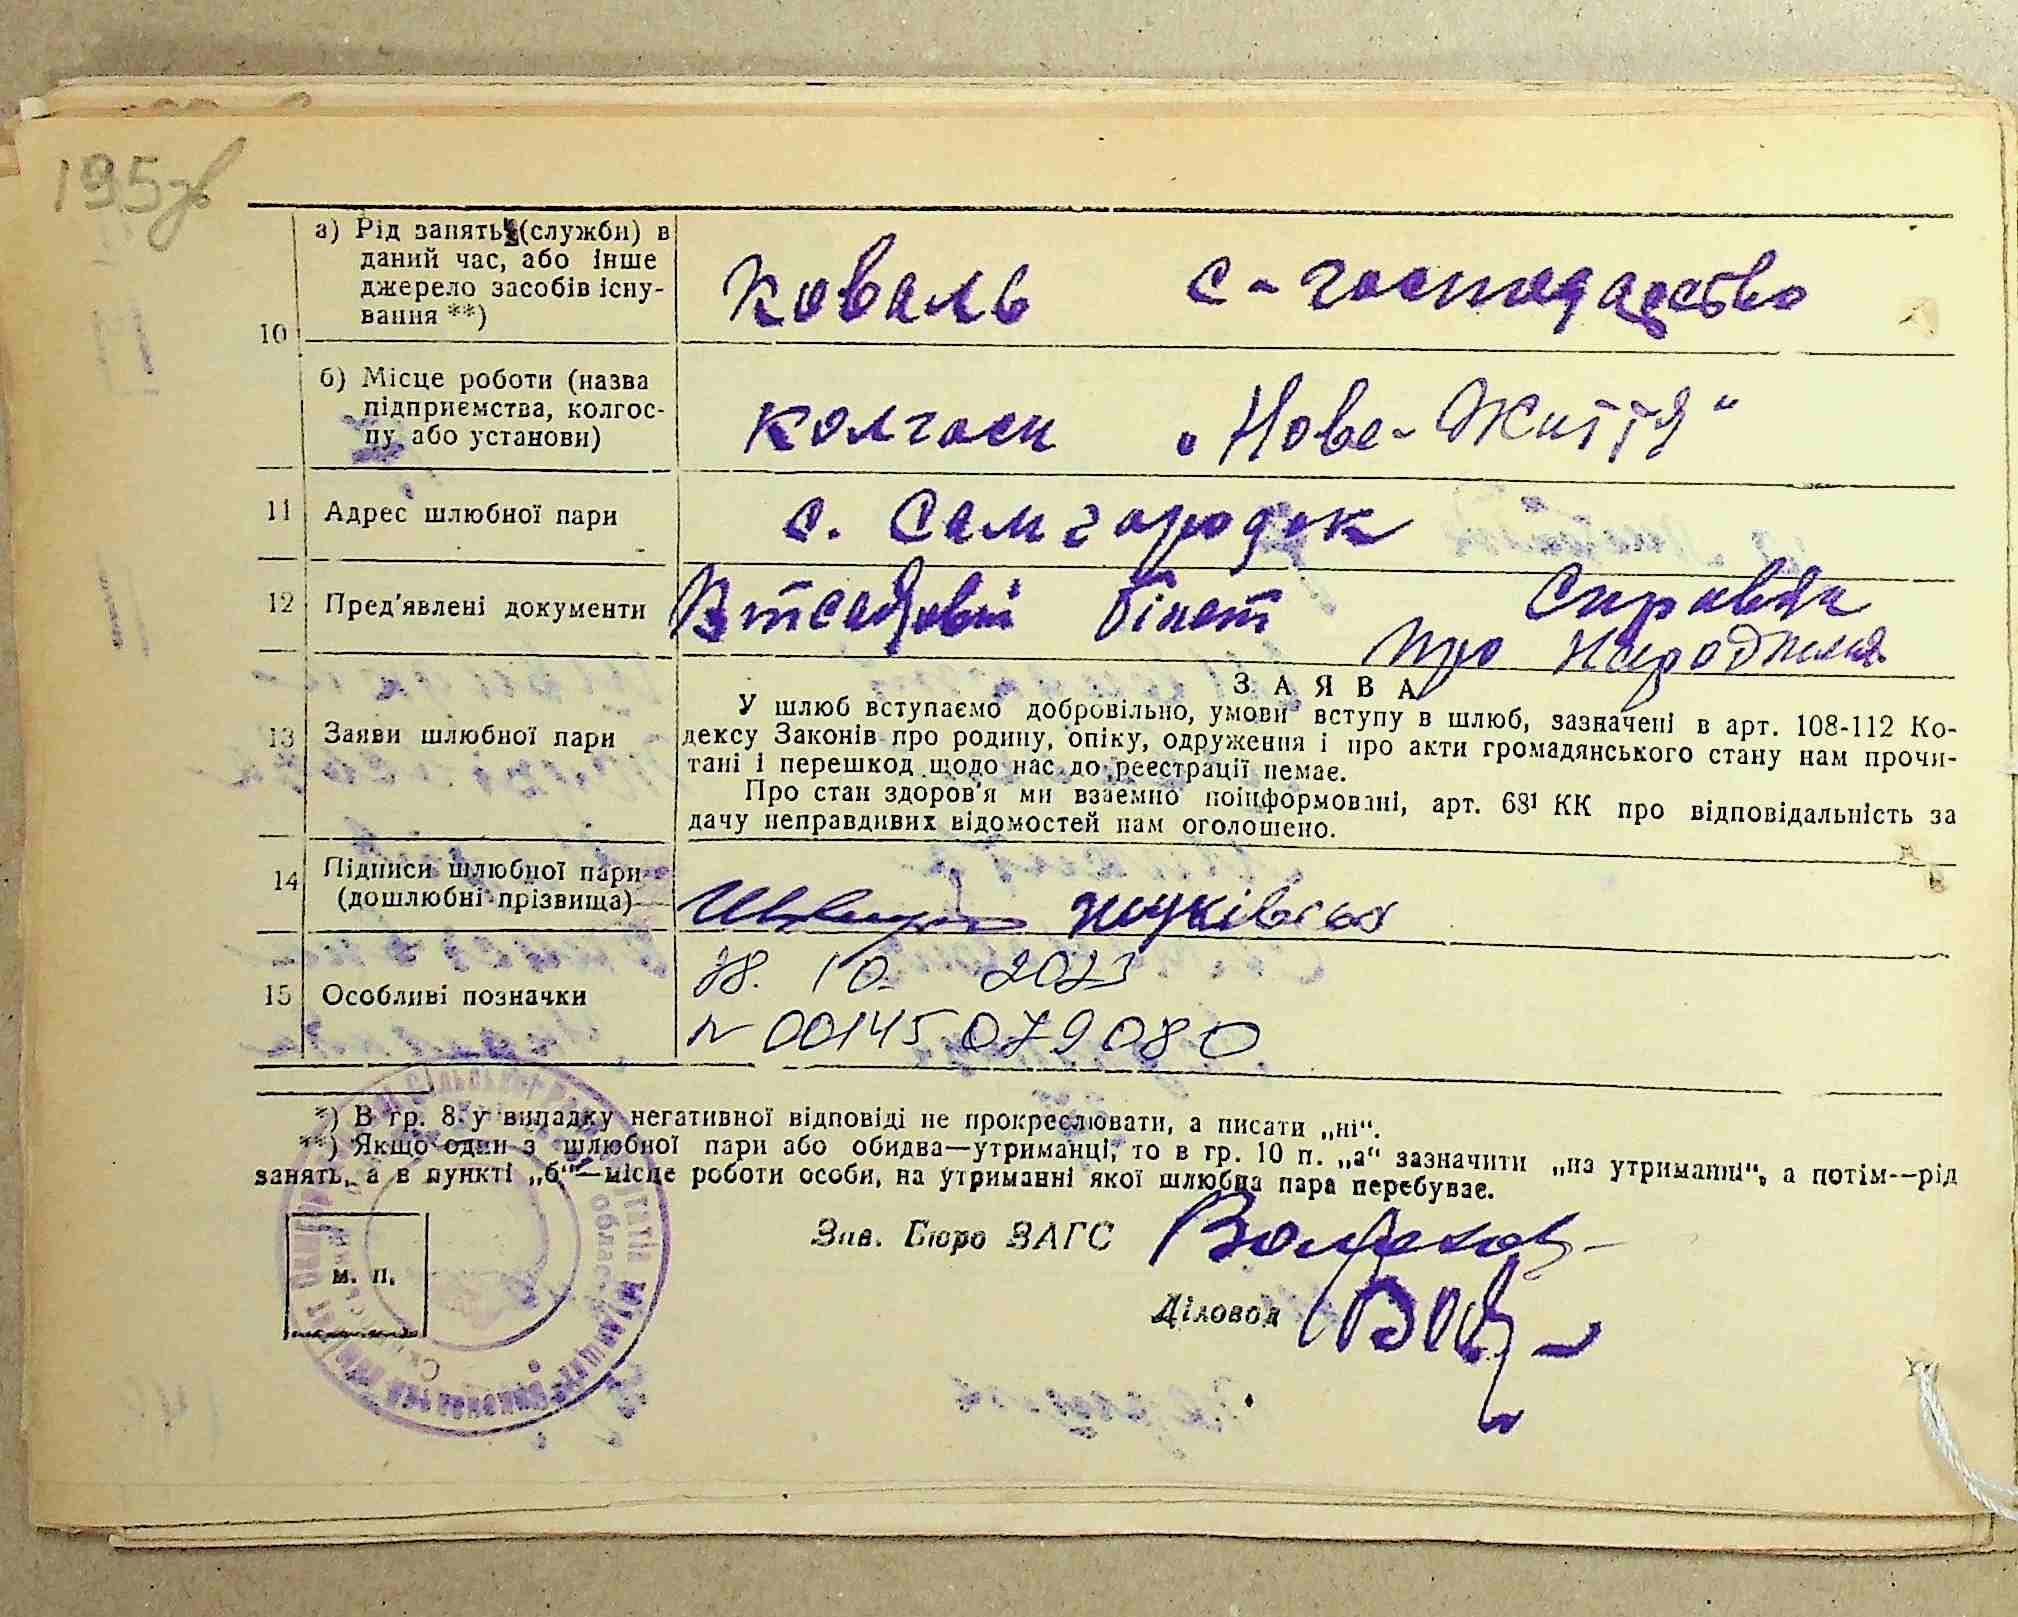 195
а) Рід занять (служби) в
даний час, або інше
джерело засобів існу-
вання **)
10
Коваль с-господарство
б) Місце роботи (назва
підприємства, колгос-
пу або установи)
колгосп „Нове-Життя“
11 Адрес шлюбної пари с. Самгородок
12 Пред'явлені документи білет Справка
про народження
13 Заяви шлюбної пари
ЗАЯВА
У шлюб вступаємо добровільно, умови вступу в шлюб, зазначені в арт. 108-112 Ко-
дексу Законів про родину, опіку, одруження і про акти громадянського стану нам прочи-
тані і перешкод щодо нас до реєстрації немає.
Про стан здоров'я ми взаємно поінформовані, арт. 68¹ КК про відповідальність за
дачу неправдивих відомостей нам оголошено.
14 Підписи шлюбної пари
(дошлюбні прізвища)
15 Особливі позначки
10. 2023
N 00145079080
*) В гр. 8 у випадку негативної відповіді не прокреслювати, а писати „ні“.
**) Якщо один з шлюбної пари або обидва—утриманці, то в гр. 10 п. „а“ зазначити „на утриманні“, а потім--рід
занять, а в пункті „б“—місце роботи особи, на утриманні якої шлюбна пара перебуває.
Зав. Бюро ЗАГС
м. п.
Діловод